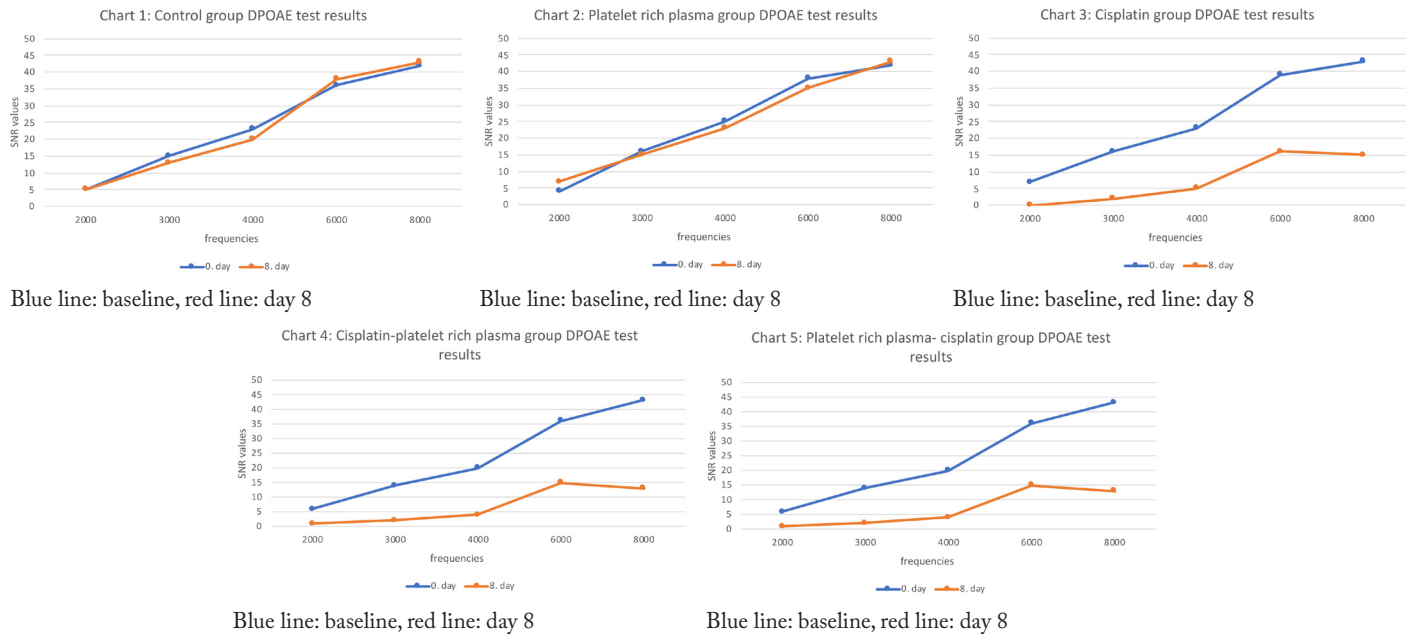 Chart 1: Control group DPOAE test results
50
45
40
35
30
25
20
15
10
5
0
SNR values
2000 3000 4000 6000 8000
frequencies
0. day 8. day
Blue line: baseline, red line: day 8
Chart 2: Platelet rich plasma group DPOAE test results
50
45
40
35
30
25
20
15
10
5
0
SNR values
2000 3000 4000 6000 8000
frequencies
0. day 8. day
Blue line: baseline, red line: day 8
Chart 3: Cisplatin group DPOAE test results
50
45
40
35
30
25
20
15
10
5
0
SNR values
2000 3000 4000 6000 8000
frequencies
0. day 8. day
Blue line: baseline, red line: day 8
Chart 4: Cisplatin-platelet rich plasma group DPOAE test
results
50
45
40
35
30
25
20
15
10
5
0
SNR values
2000 3000 4000 6000 8000
frequencies
0. day 8. day
Blue line: baseline, red line: day 8
Chart 5: Platelet rich plasma- cisplatin group DPOAE test
results
50
45
40
35
30
25
20
15
10
5
0
SNR values
2000 3000 4000 6000 8000
frequencies
0. day 8. day
Blue line: baseline, red line: day 8